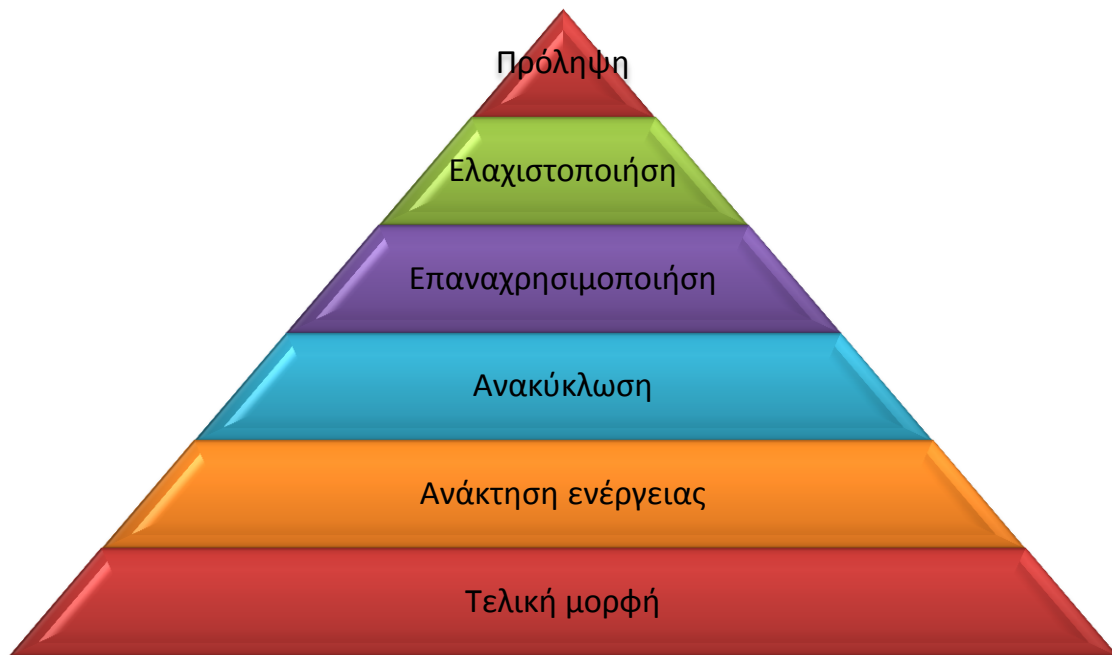 Πρόληψη
Ελαχιστοποιήση
Επαναχρησιμοποιήση
Ανακύκλωση
Ανάκτηση ενέργειας
Τελική μορφή